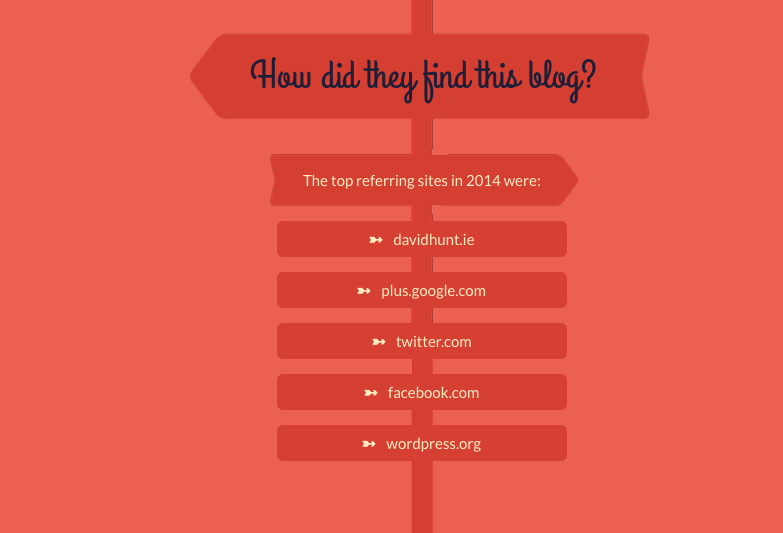 How did they find this blog?
The top referring sites in 2014 were:
➽ davidhunt.ie
➽ plus.google.com
➽ twitter.com
➽ facebook.com
➽ wordpress.org